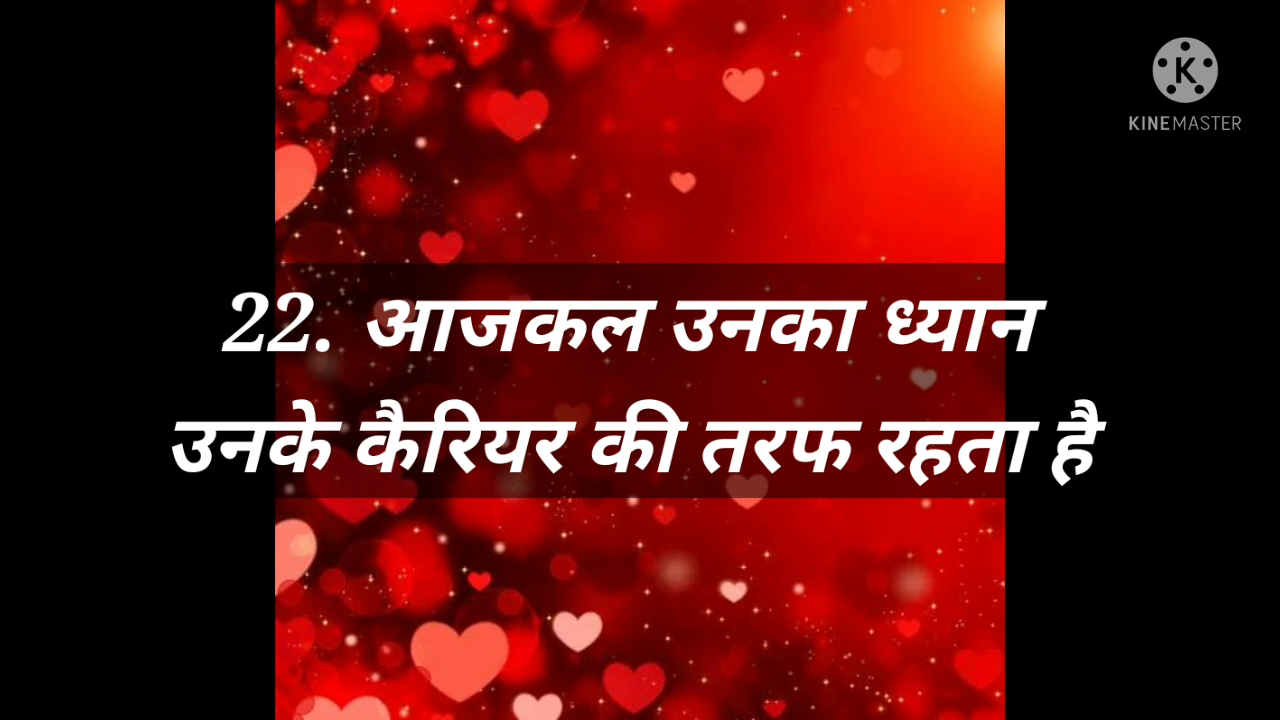 KINEMASTER
22. आजकल उनका ध्यान
उनके कैरियर की तरफ रहता है